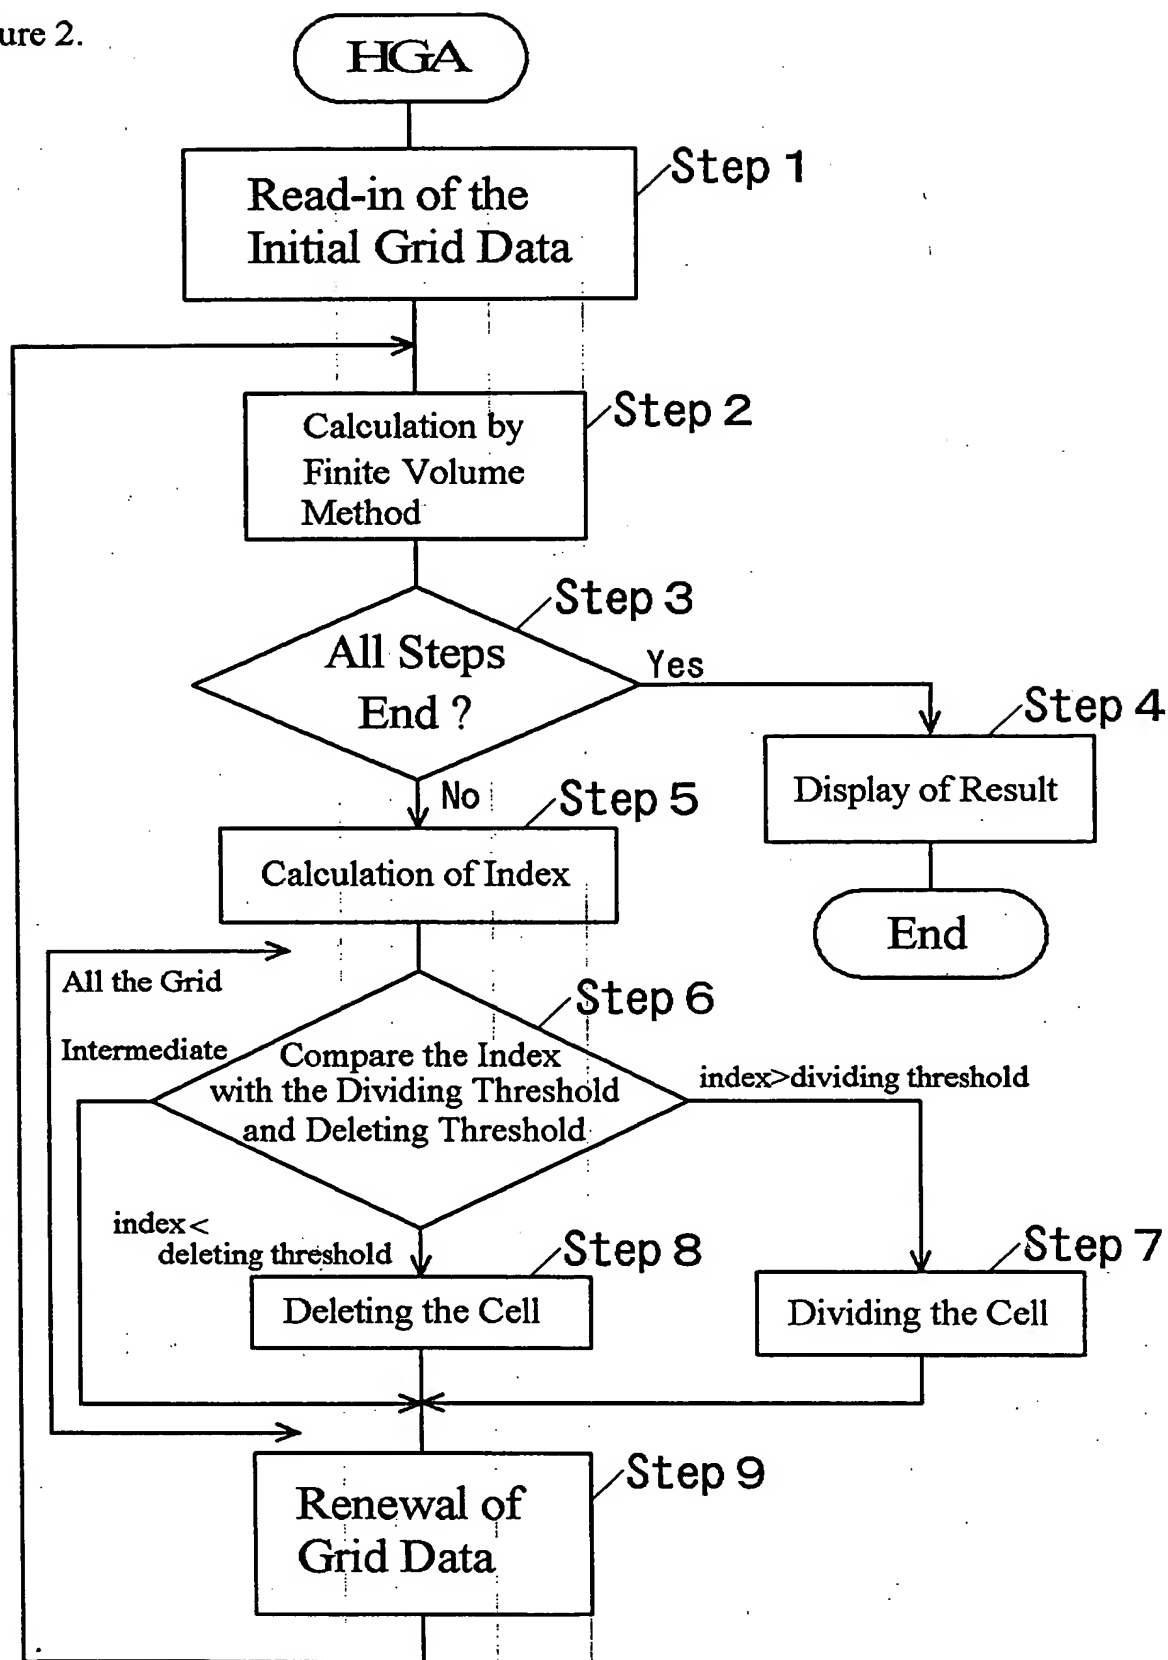 ure 2.
HGA
Step 1
Read-in of the
Initial Grid Data
Step 2
Calculation by
Finite Volume
Method
Step 3
All Steps
End ?
Yes
Step 4
Display of Result
End
No
Step 5
Calculation of Index
All the Grid
Step 6
Intermediate
Compare the Index
with the Dividing Threshold
and Deleting Threshold
index>dividing threshold
index<
deleting threshold
Step 8
Deleting the Cell
Step 7
Dividing the Cell
Step 9
Renewal of
Grid Data